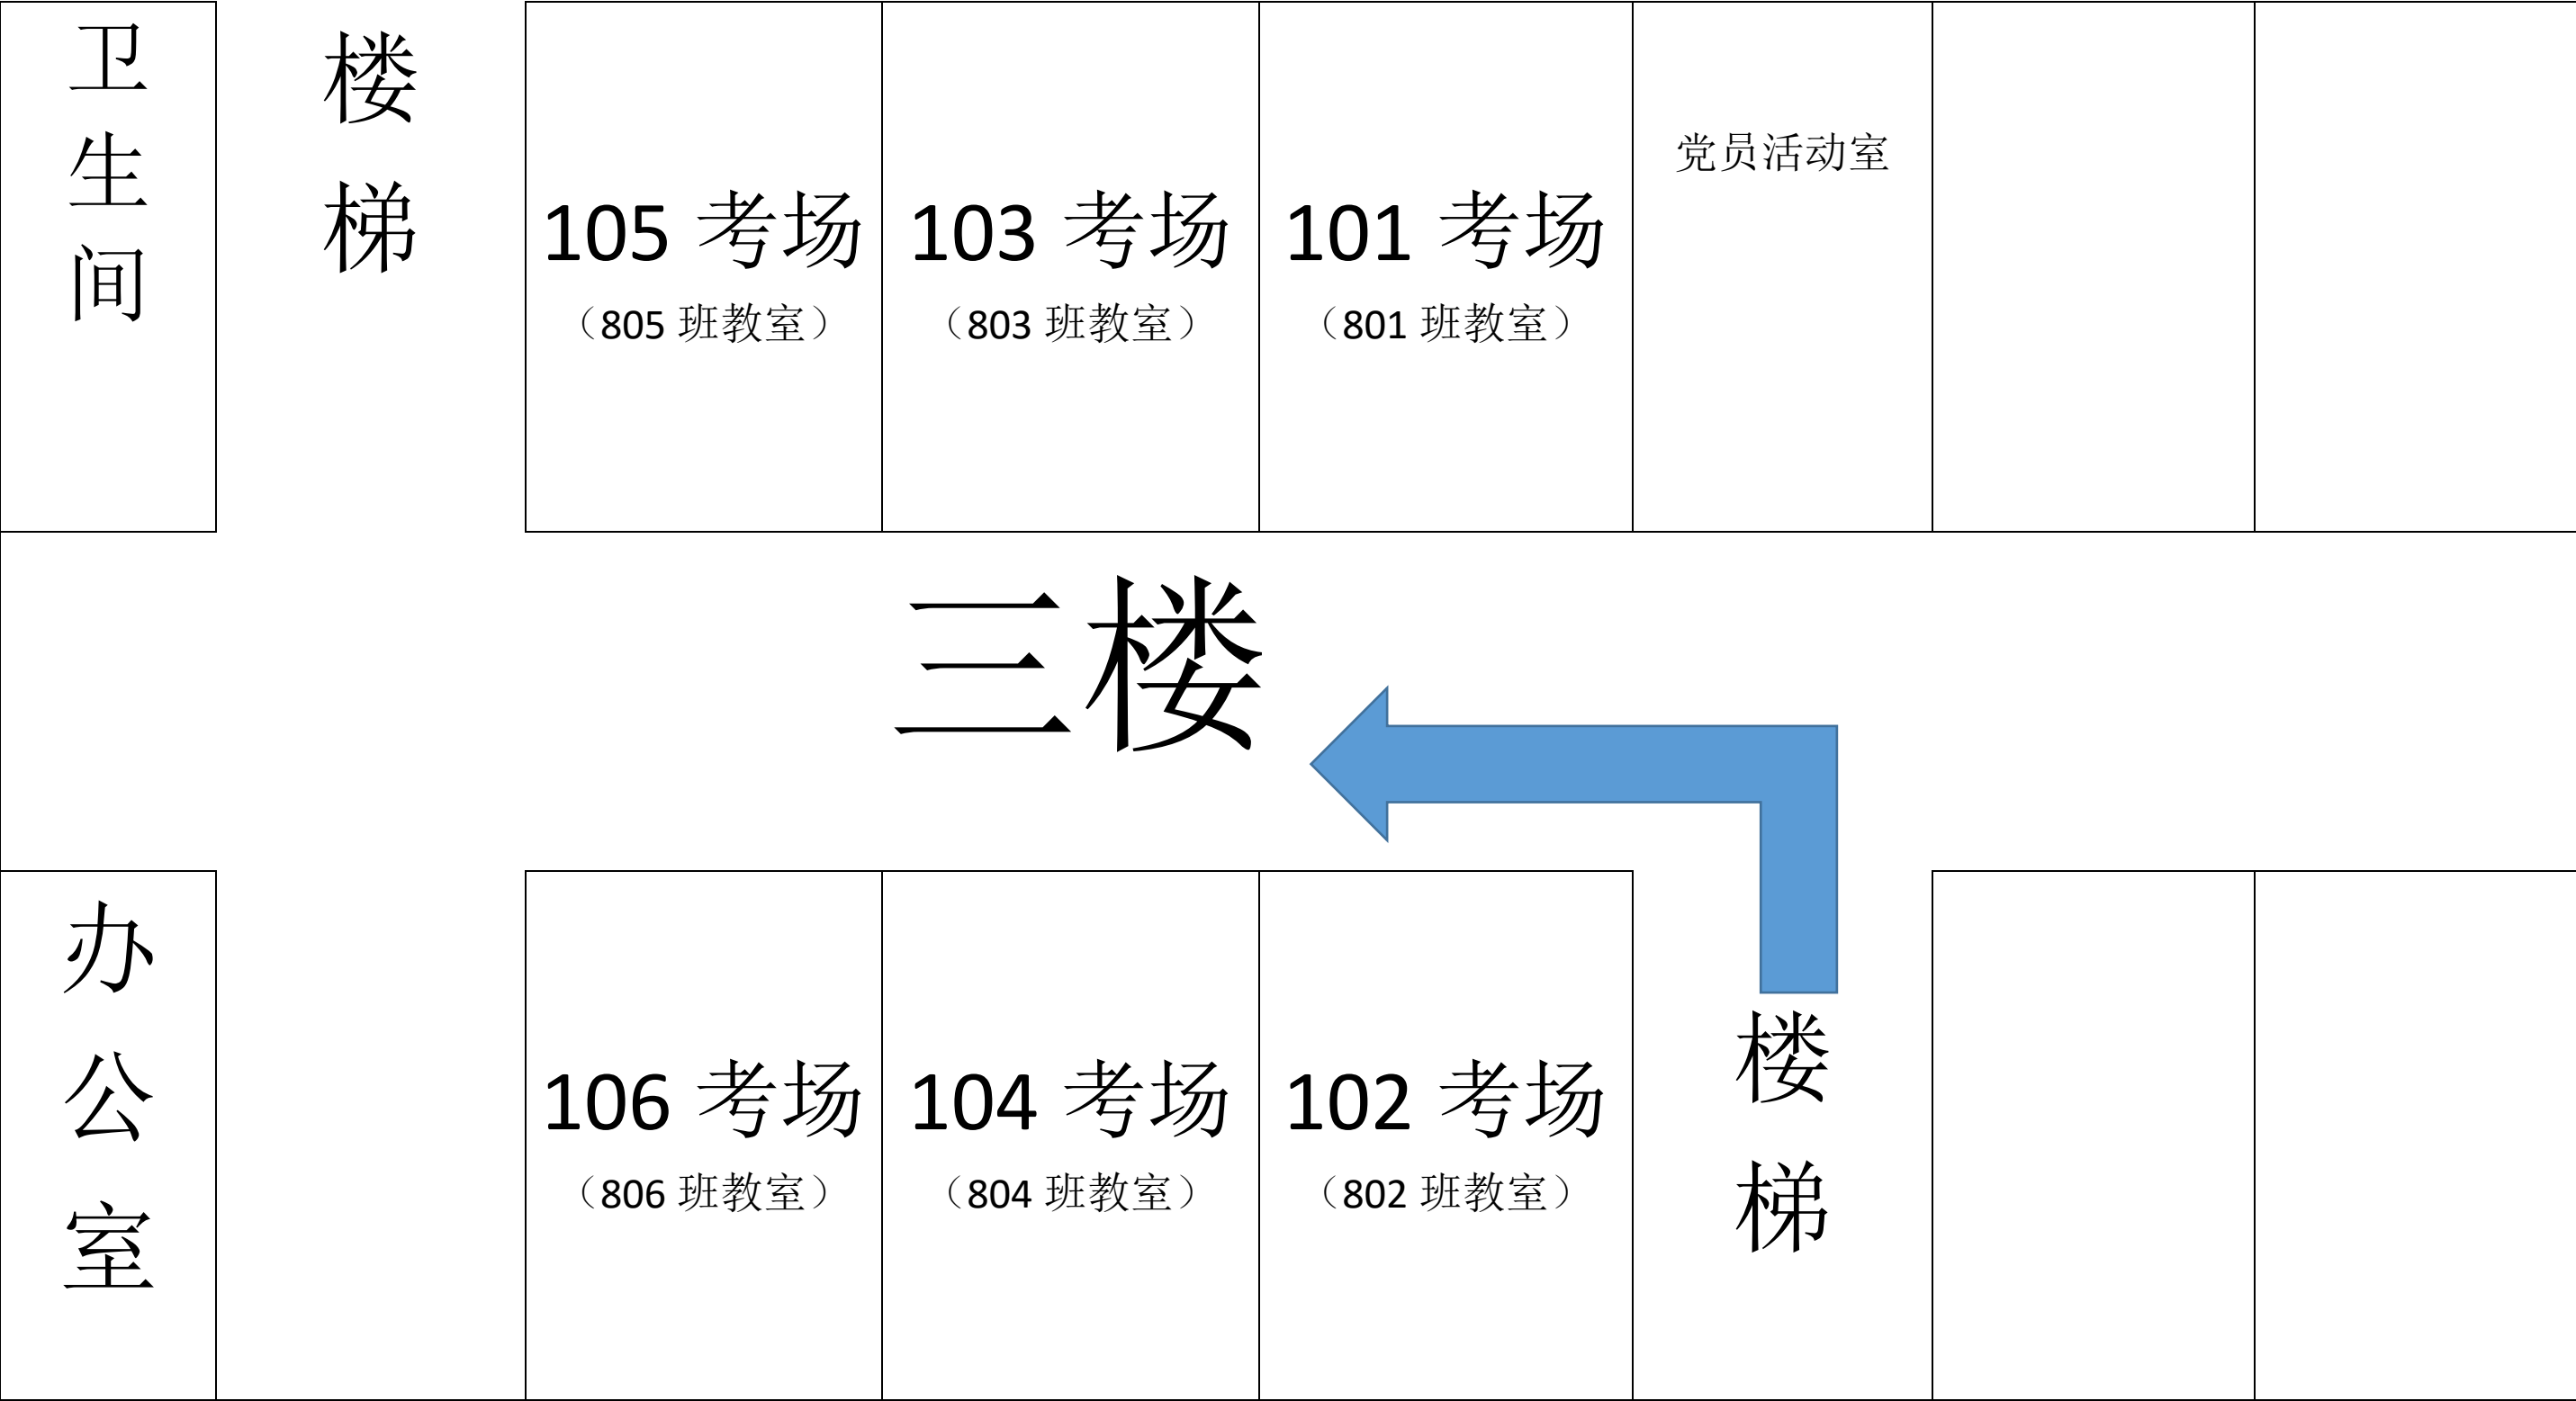 卫生间
楼梯
105 考场
（805 班教室）
103 考场
（803 班教室）
101 考场
（801 班教室）
党员活动室
三楼
办公室
106 考场
（806 班教室）
104 考场
（804 班教室）
102 考场
（802 班教室）
楼梯